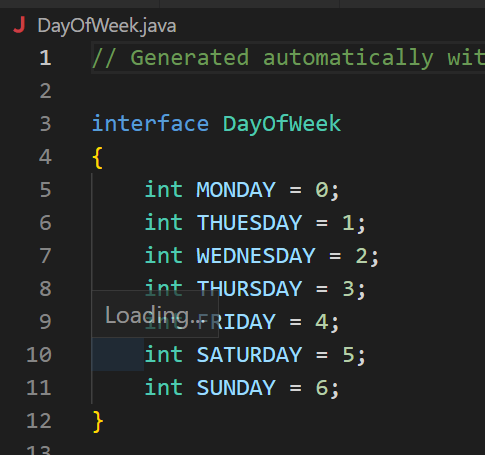 J DayOfWeek.java
1 // Generated automatically wit
2
3 interface DayOfWeek
4 {
5 int MONDAY = 0;
6 int THUESDAY = 1;
7 int WEDNESDAY = 2;
8 int THURSDAY = 3;
Loading...
9 int FRIDAY = 4;
10 int SATURDAY = 5;
11 int SUNDAY = 6;
12 }
13